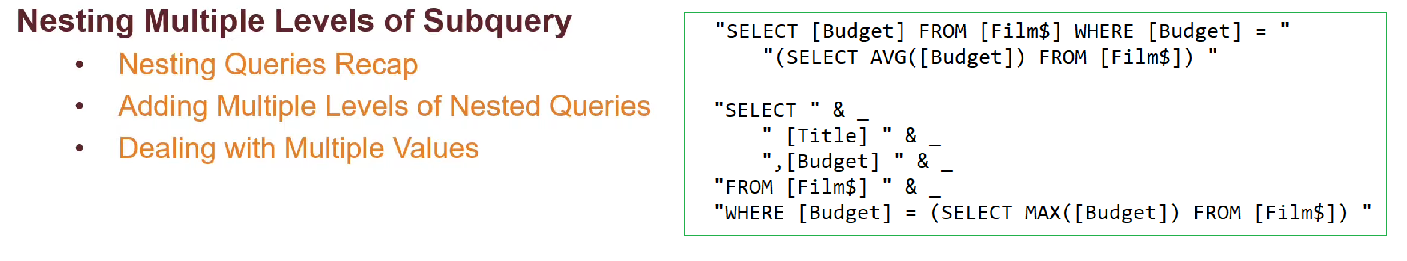 Nesting Multiple Levels of Subquery
• Nesting Queries Recap
• Adding Multiple Levels of Nested Queries
• Dealing with Multiple Values
"SELECT [Budget] FROM [Film$] WHERE [Budget] = "
"(SELECT AVG([Budget]) FROM [Film$]) "
"SELECT " & _
" [Title] " & _
",[Budget] " & _
"FROM [Film$] " & _
"WHERE [Budget] = (SELECT MAX([Budget]) FROM [Film$]) "